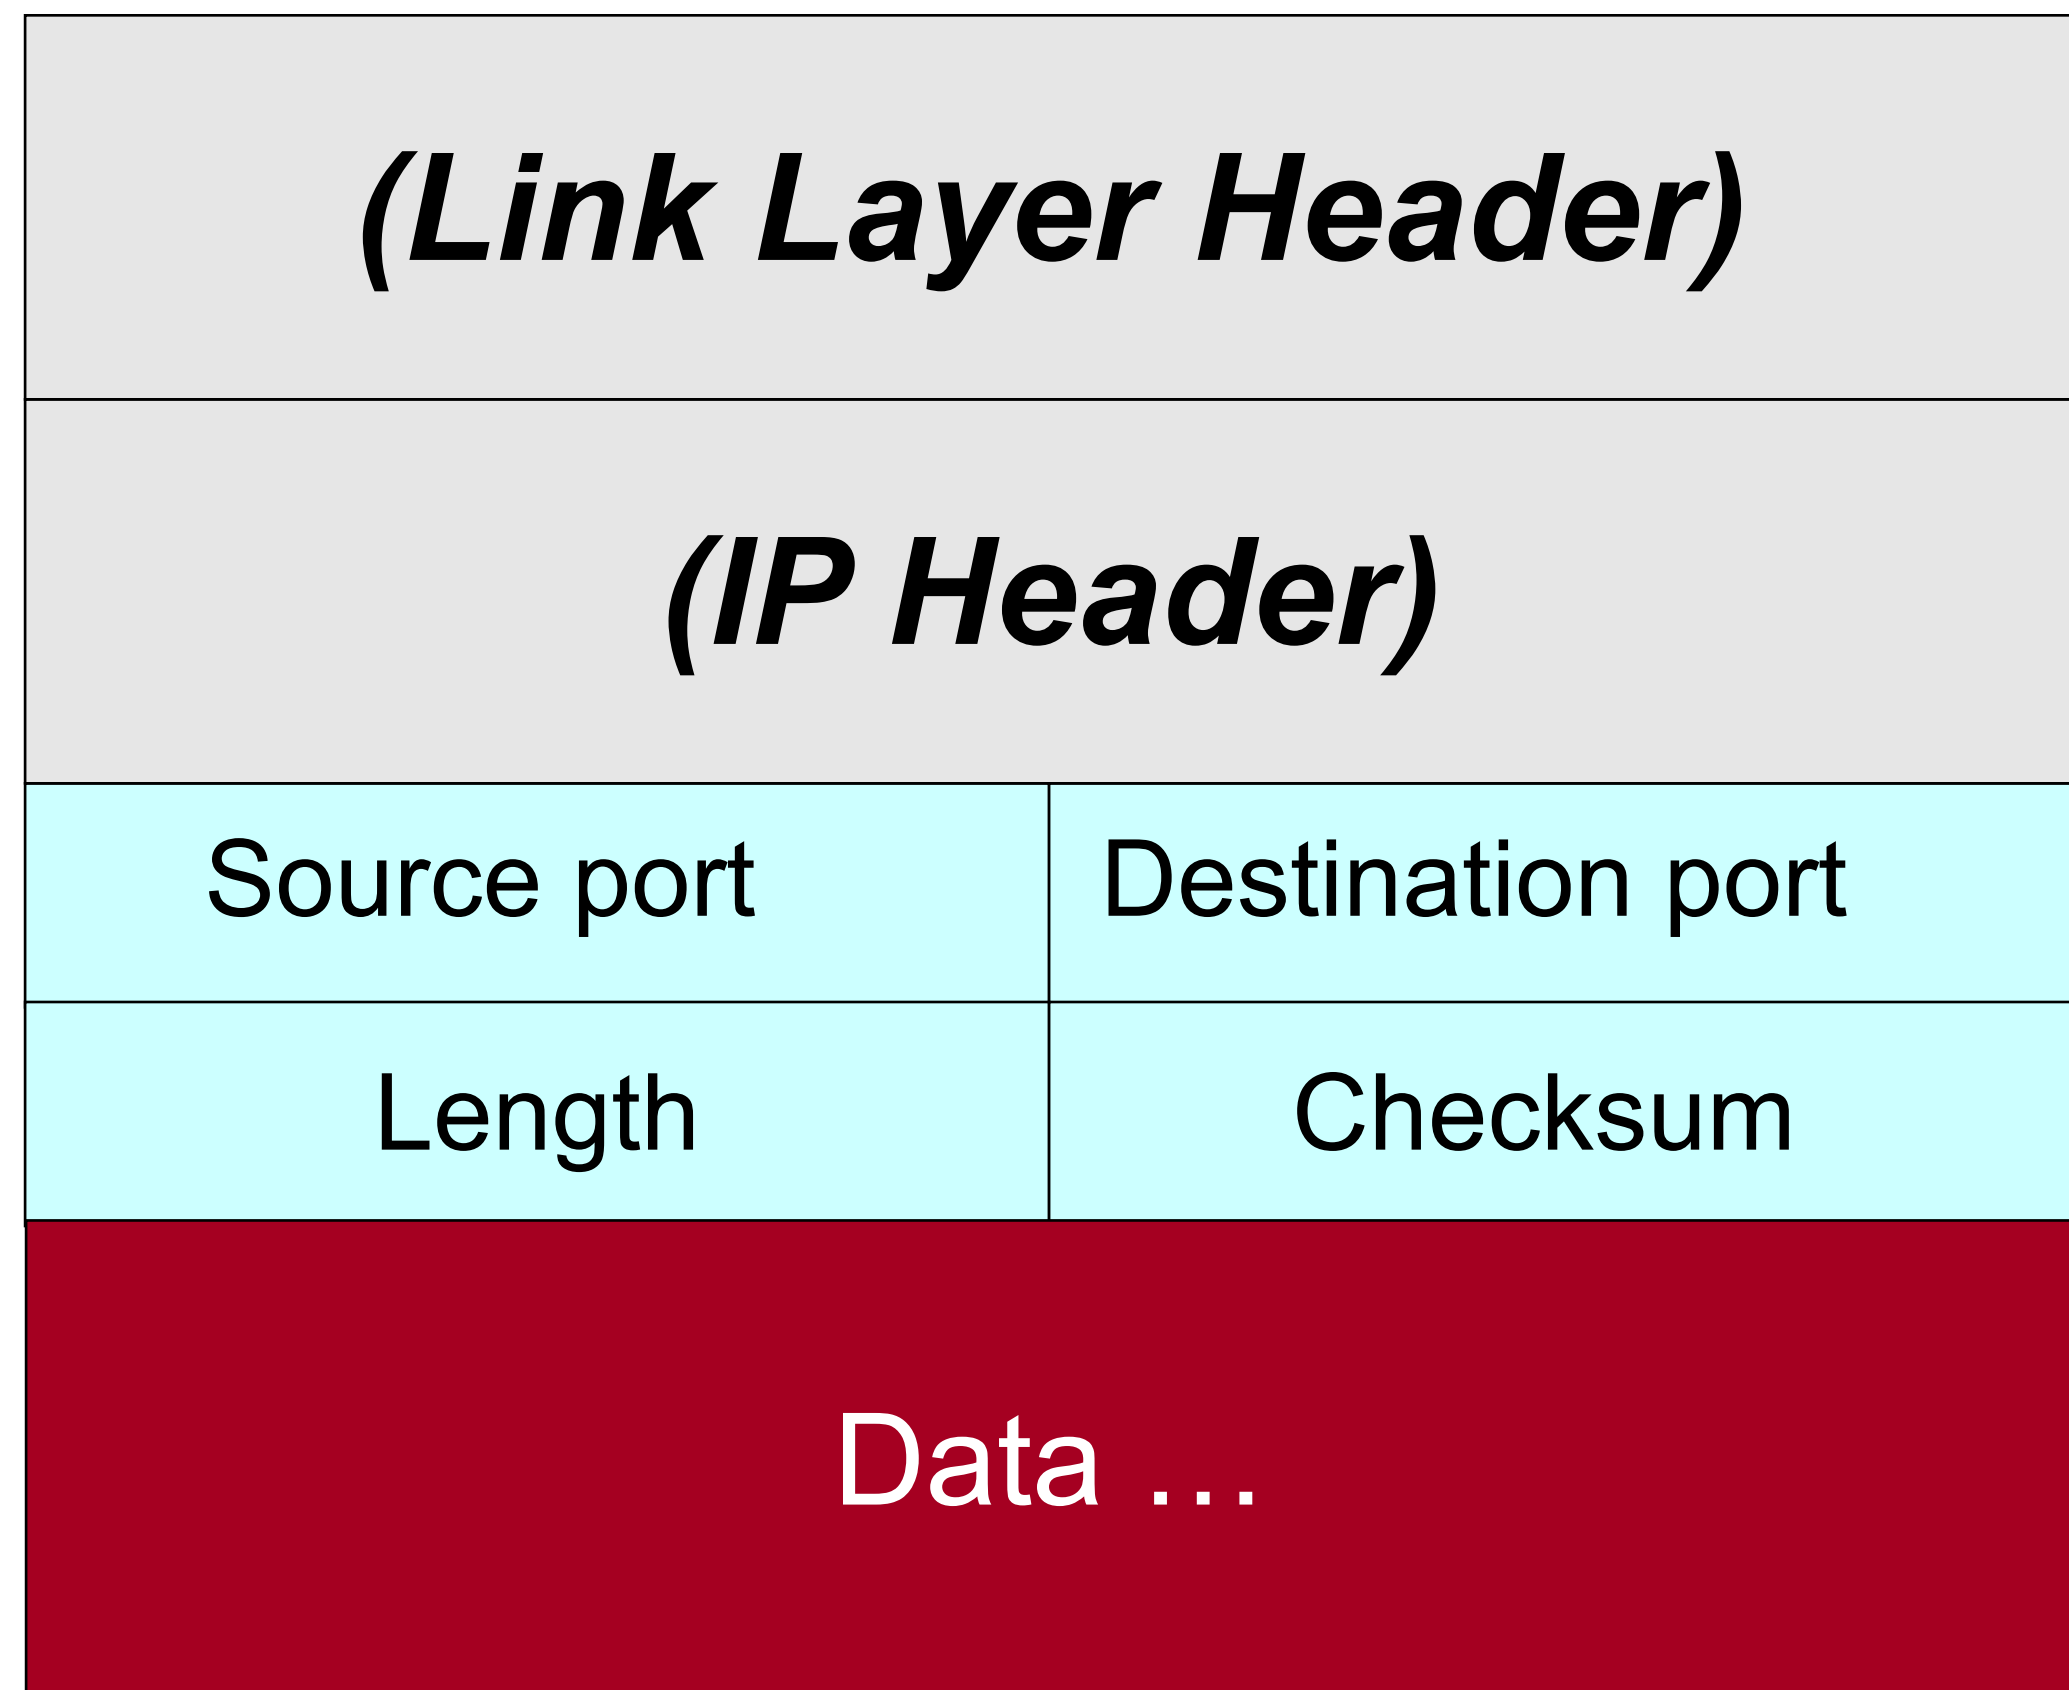 (Link Layer Header)
(IP Header)
Source port
Destination port
Length
Checksum
Data ...